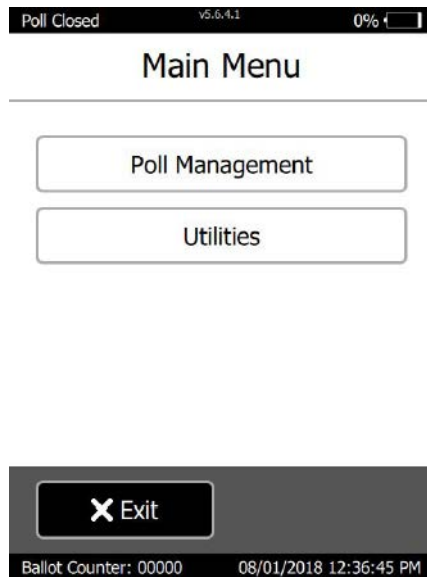 Poll Closed v5.6.4.1 0%
Main Menu
Poll Management
Utilities
Exit
Ballot Counter: 00000 08/01/2018 12:36:45 PM